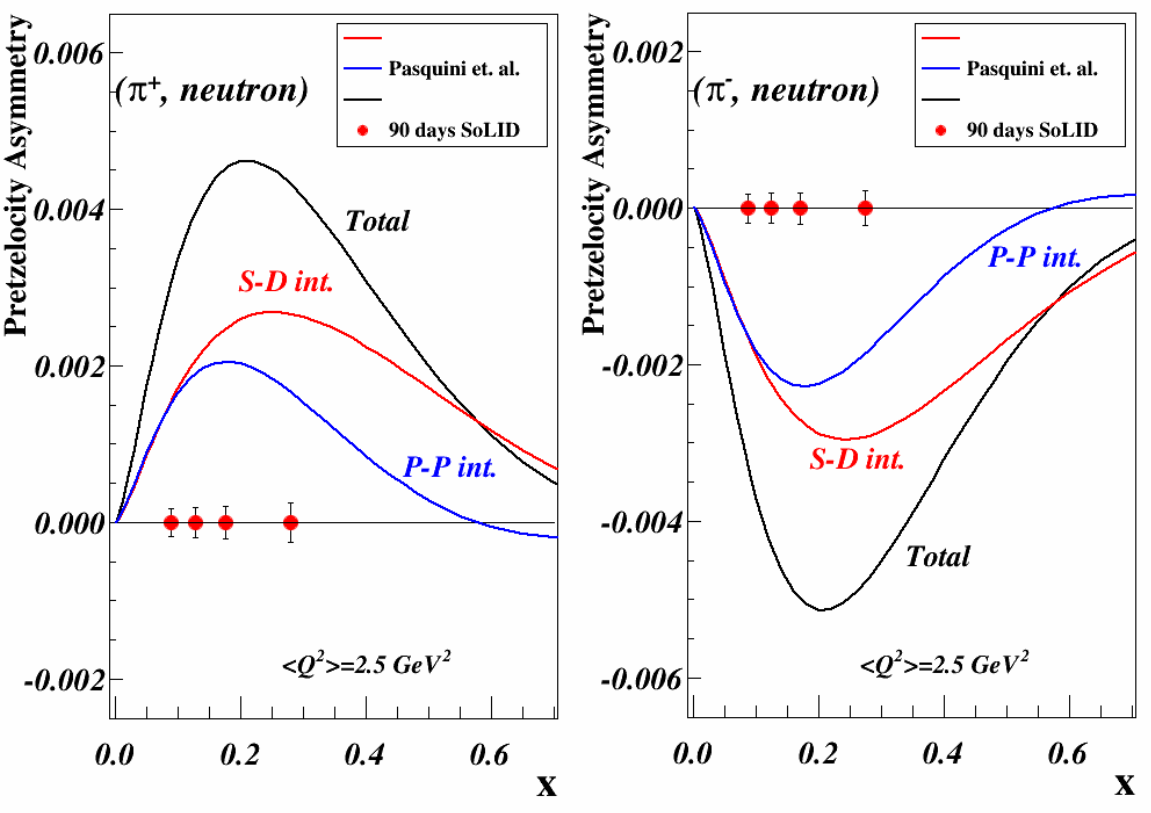 Pretzelocity Asymmetry
0.006
0.004
0.002
0.000
-0.002
(π⁺, neutron)
Pasquini et. al.
90 days SoLID
Total
S-D int.
P-P int.
<Q²>=2.5 GeV²
0.0 0.2 0.4 0.6
x
Pretzelocity Asymmetry
0.002
0.000
-0.002
-0.004
-0.006
(π⁻, neutron)
Pasquini et. al.
90 days SoLID
P-P int.
S-D int.
Total
<Q²>=2.5 GeV²
0.0 0.2 0.4 0.6
x